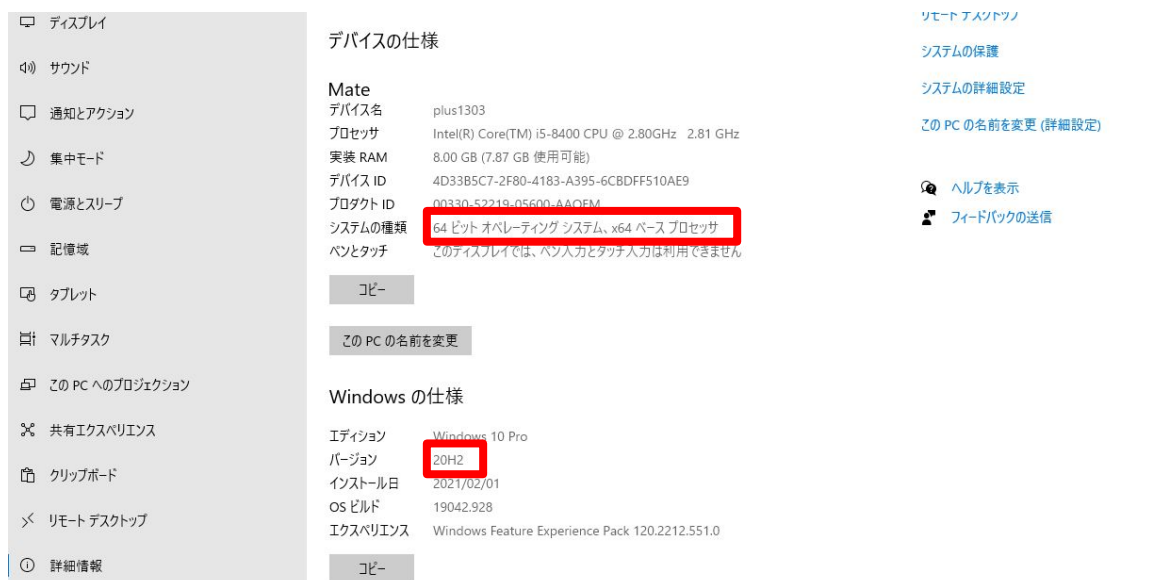 ディスプレイ
サウンド
通知とアクション
集中モード
電源とスリープ
記憶域
タブレット
マルチタスク
この PC へのプロジェクション
共有エクスペリエンス
クリップボード
リモート デスクトップ
詳細情報
デバイスの仕様
Mate
デバイス名 plus1303
プロセッサ Intel(R) Core(TM) i5-8400 CPU @ 2.80GHz 2.81 GHz
実装 RAM 8.00 GB (7.87 GB 使用可能)
デバイス ID 4D33B5C7-2F80-4183-A395-6CBDFF510AE9
プロダクト ID 00330-52219-05600-AAOEM
システムの種類 64 ビット オペレーティング システム、x64 ベース プロセッサ
ペンとタッチ このディスプレイでは、ペン入力とタッチ入力は利用できません
コピー
この PC の名前を変更
Windows の仕様
エディション Windows 10 Pro
バージョン 20H2
インストール日 2021/02/01
OS ビルド 19042.928
エクスペリエンス Windows Feature Experience Pack 120.2212.551.0
コピー
リモート デスクトップ
システムの保護
システムの詳細設定
この PC の名前を変更 (詳細設定)
ヘルプを表示
フィードバックの送信